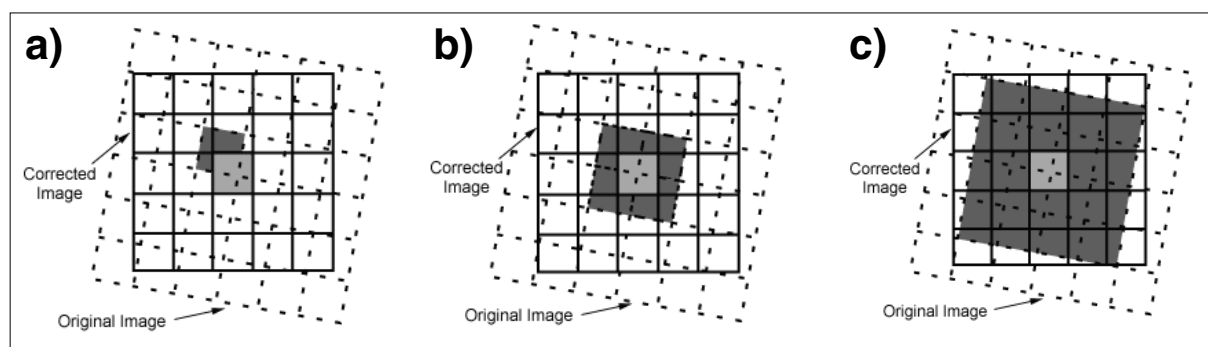 a)
Corrected
Image
Original Image
b)
Corrected
Image
Original Image
c)
Corrected
Image
Original Image